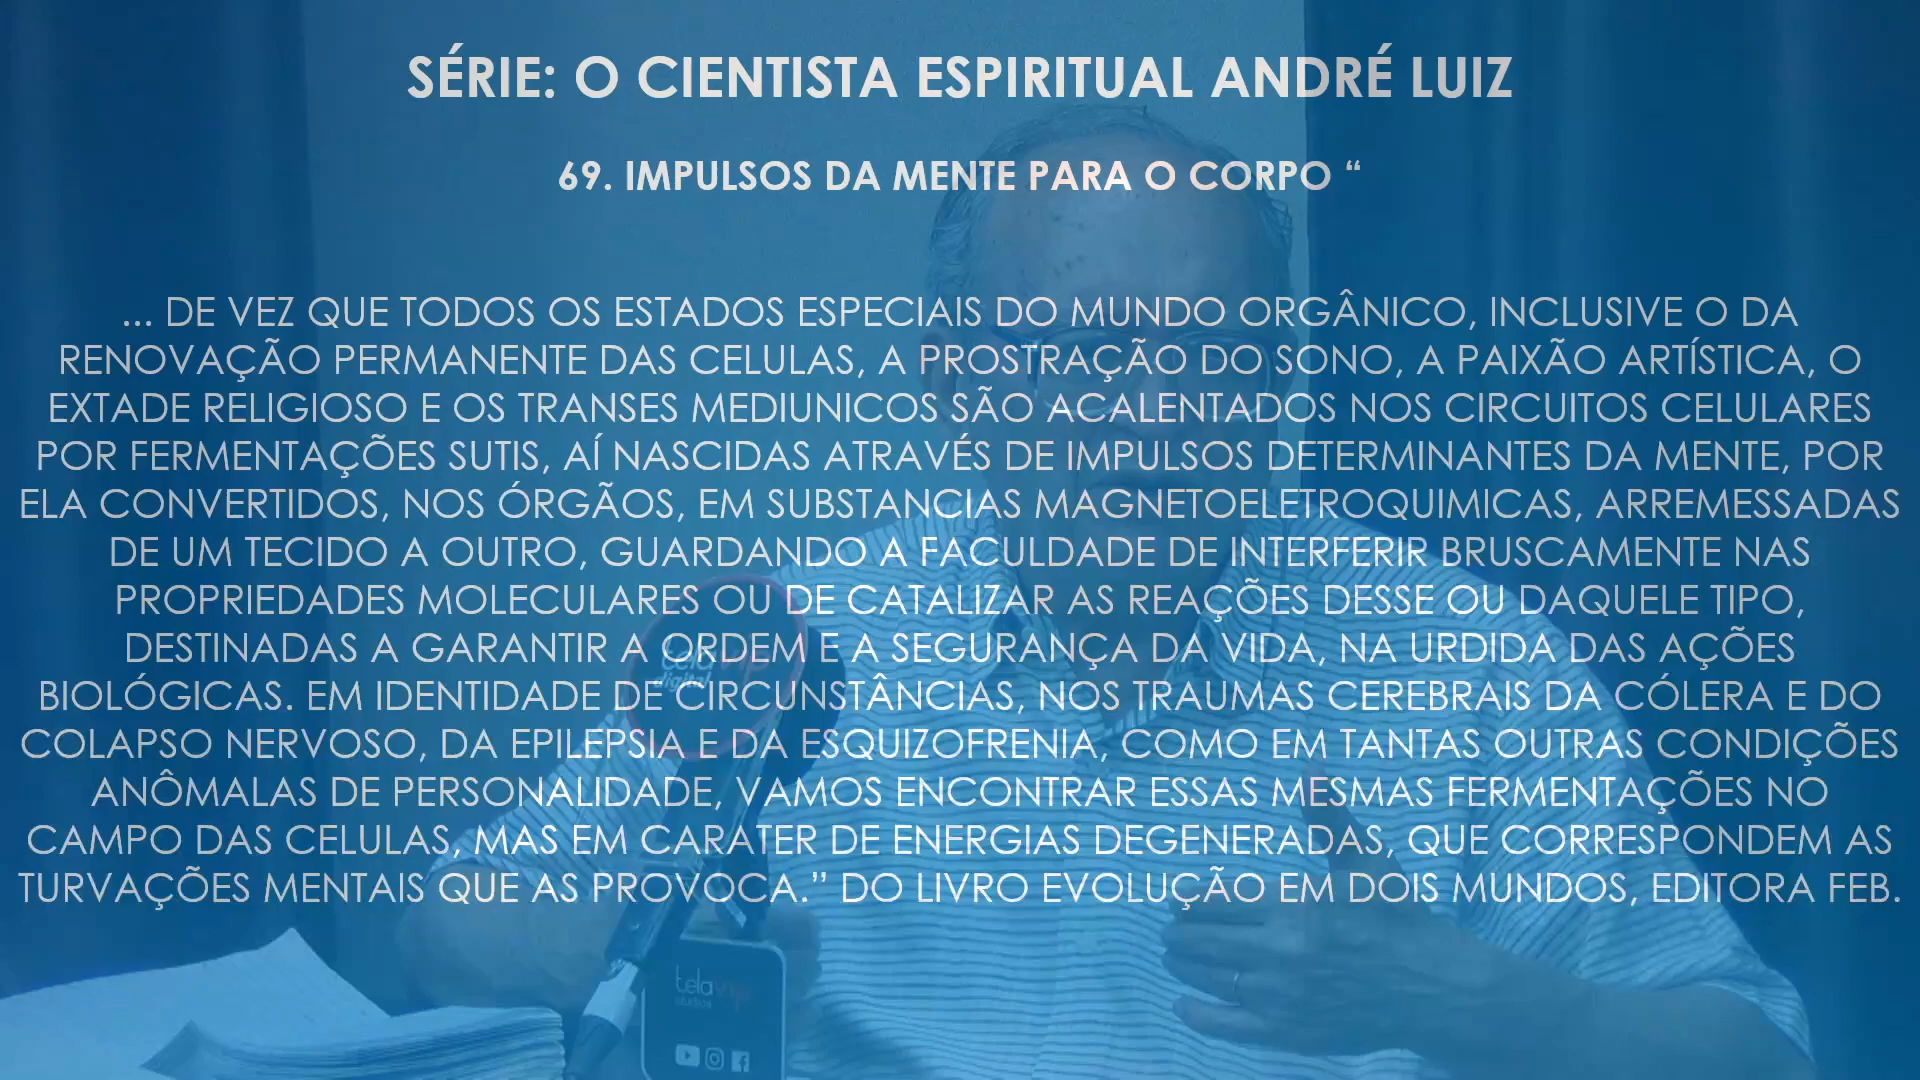 SÉRIE: O CIENTISTA ESPIRITUAL ANDRÉ LUIZ
69. IMPULSOS DA MENTE PARA O CORPO “
... DE VEZ QUE TODOS OS ESTADOS ESPECIAIS DO MUNDO ORGÂNICO, INCLUSIVE O DA
RENOVAÇÃO PERMANENTE DAS CELULAS, A PROSTRAÇÃO DO SONO, A PAIXÃO ARTÍSTICA, O
EXTADE RELIGIOSO E OS TRANSES MEDIUNICOS SÃO ACALENTADOS NOS CIRCUITOS CELULARES
POR FERMENTAÇÕES SUTIS, AÍ NASCIDAS ATRAVÉS DE IMPULSOS DETERMINANTES DA MENTE, POR
ELA CONVERTIDOS, NOS ÓRGÃOS, EM SUBSTANCIAS MAGNETOELETROQUIMICAS, ARREMESSADAS
DE UM TECIDO A OUTRO, GUARDANDO A FACULDADE DE INTERFERIR BRUSCAMENTE NAS
PROPRIEDADES MOLECULARES OU DE CATALIZAR AS REAÇÕES DESSE OU DAQUELE TIPO,
DESTINADAS A GARANTIR A ORDEM E A SEGURANÇA DA VIDA, NA URDIDA DAS AÇÕES
BIOLÓGICAS. EM IDENTIDADE DE CIRCUNSTÂNCIAS, NOS TRAUMAS CEREBRAIS DA CÓLERA E DO
COLAPSO NERVOSO, DA EPILEPSIA E DA ESQUIZOFRENIA, COMO EM TANTAS OUTRAS CONDIÇÕES
ANÔMALAS DE PERSONALIDADE, VAMOS ENCONTRAR ESSAS MESMAS FERMENTAÇÕES NO
CAMPO DAS CELULAS, MAS EM CARATER DE ENERGIAS DEGENERADAS, QUE CORRESPONDEM AS
TURVAÇÕES MENTAIS QUE AS PROVOCA.” DO LIVRO EVOLUÇÃO EM DOIS MUNDOS, EDITORA FEB.
tela
digital
telavip